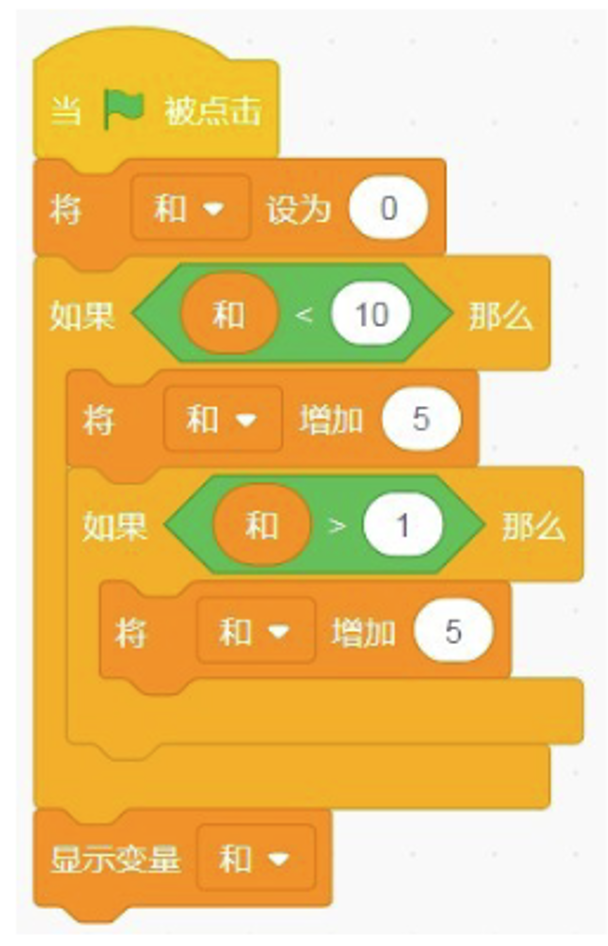 当 被点击
将 和 设为 0
如果 和 < 10 那么
将 和 增加 5
如果 和 > 1 那么
将 和 增加 5
显示变量 和